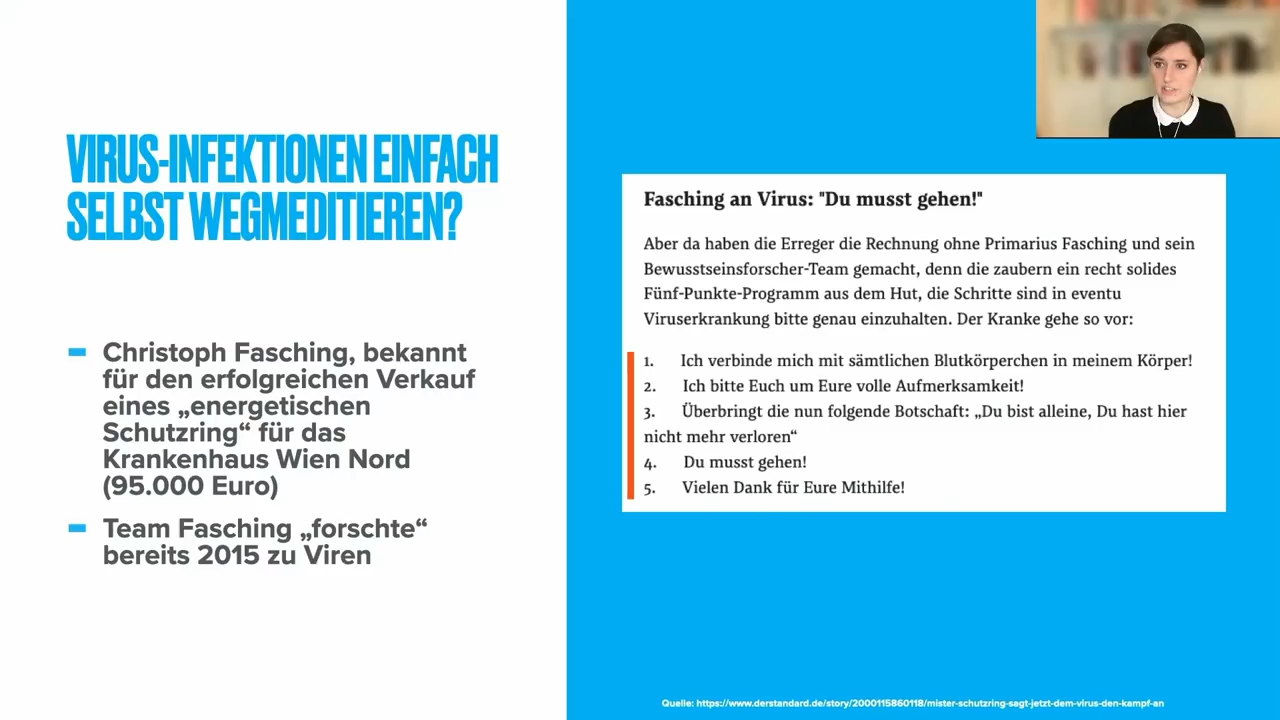 VIRUS-INFEKTIONEN EINFACH
SELBST WEGMEDITIEREN?
Christoph Fasching, bekannt
für den erfolgreichen Verkauf
eines „energetischen
Schutzring“ für das
Krankenhaus Wien Nord
(95.000 Euro)
Team Fasching „forschte“
bereits 2015 zu Viren
Fasching an Virus: "Du musst gehen!"
Aber da haben die Erreger die Rechnung ohne Primarius Fasching und sein
Bewusstseinsforscher-Team gemacht, denn die zaubern ein recht solides
Fünf-Punkte-Programm aus dem Hut, die Schritte sind in eventu
Viruserkrankung bitte genau einzuhalten. Der Kranke gehe so vor:
1. Ich verbinde mich mit sämtlichen Blutkörperchen in meinem Körper!
2. Ich bitte Euch um Eure volle Aufmerksamkeit!
3. Überbringt die nun folgende Botschaft: „Du bist alleine, Du hast hier
nicht mehr verloren“
4. Du musst gehen!
5. Vielen Dank für Eure Mithilfe!
Quelle: https://www.derstandard.de/story/2000115860118/mister-schutzring-sagt-jetzt-dem-virus-den-kampf-an